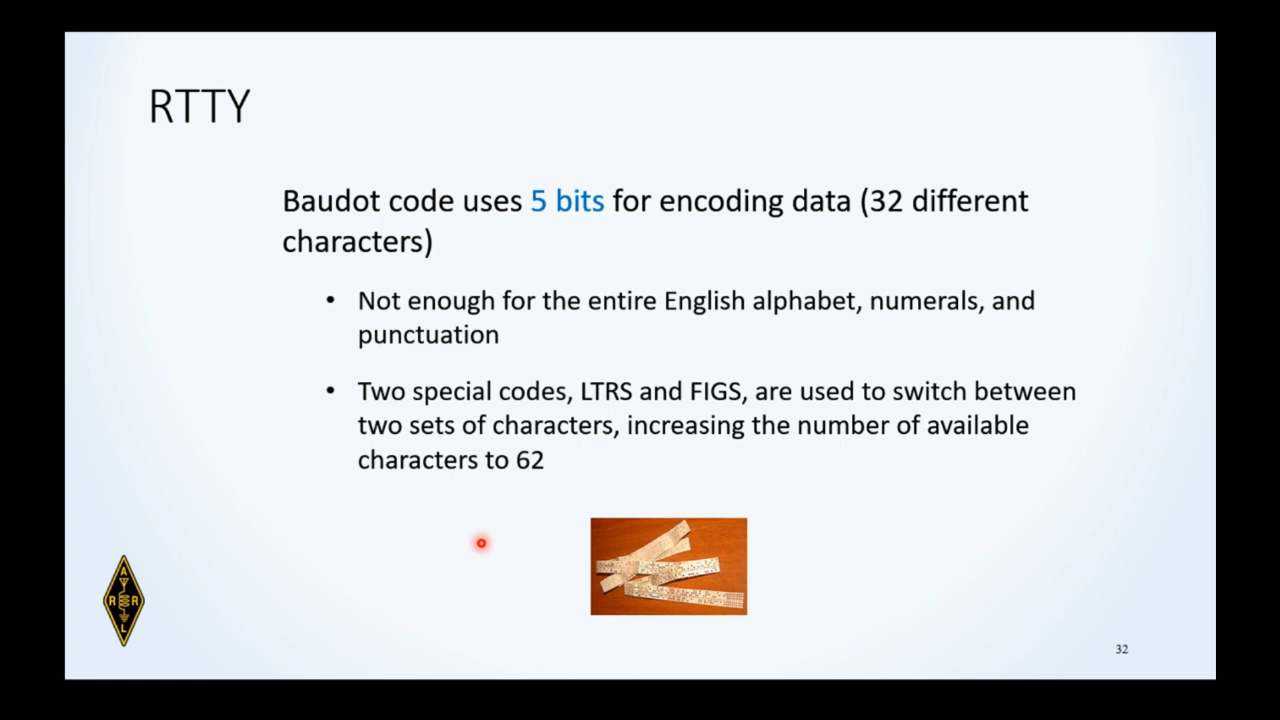 RTTY
Baudot code uses 5 bits for encoding data (32 different
characters)
• Not enough for the entire English alphabet, numerals, and
punctuation
• Two special codes, LTRS and FIGS, are used to switch between
two sets of characters, increasing the number of available
characters to 62
A
R R
L
32